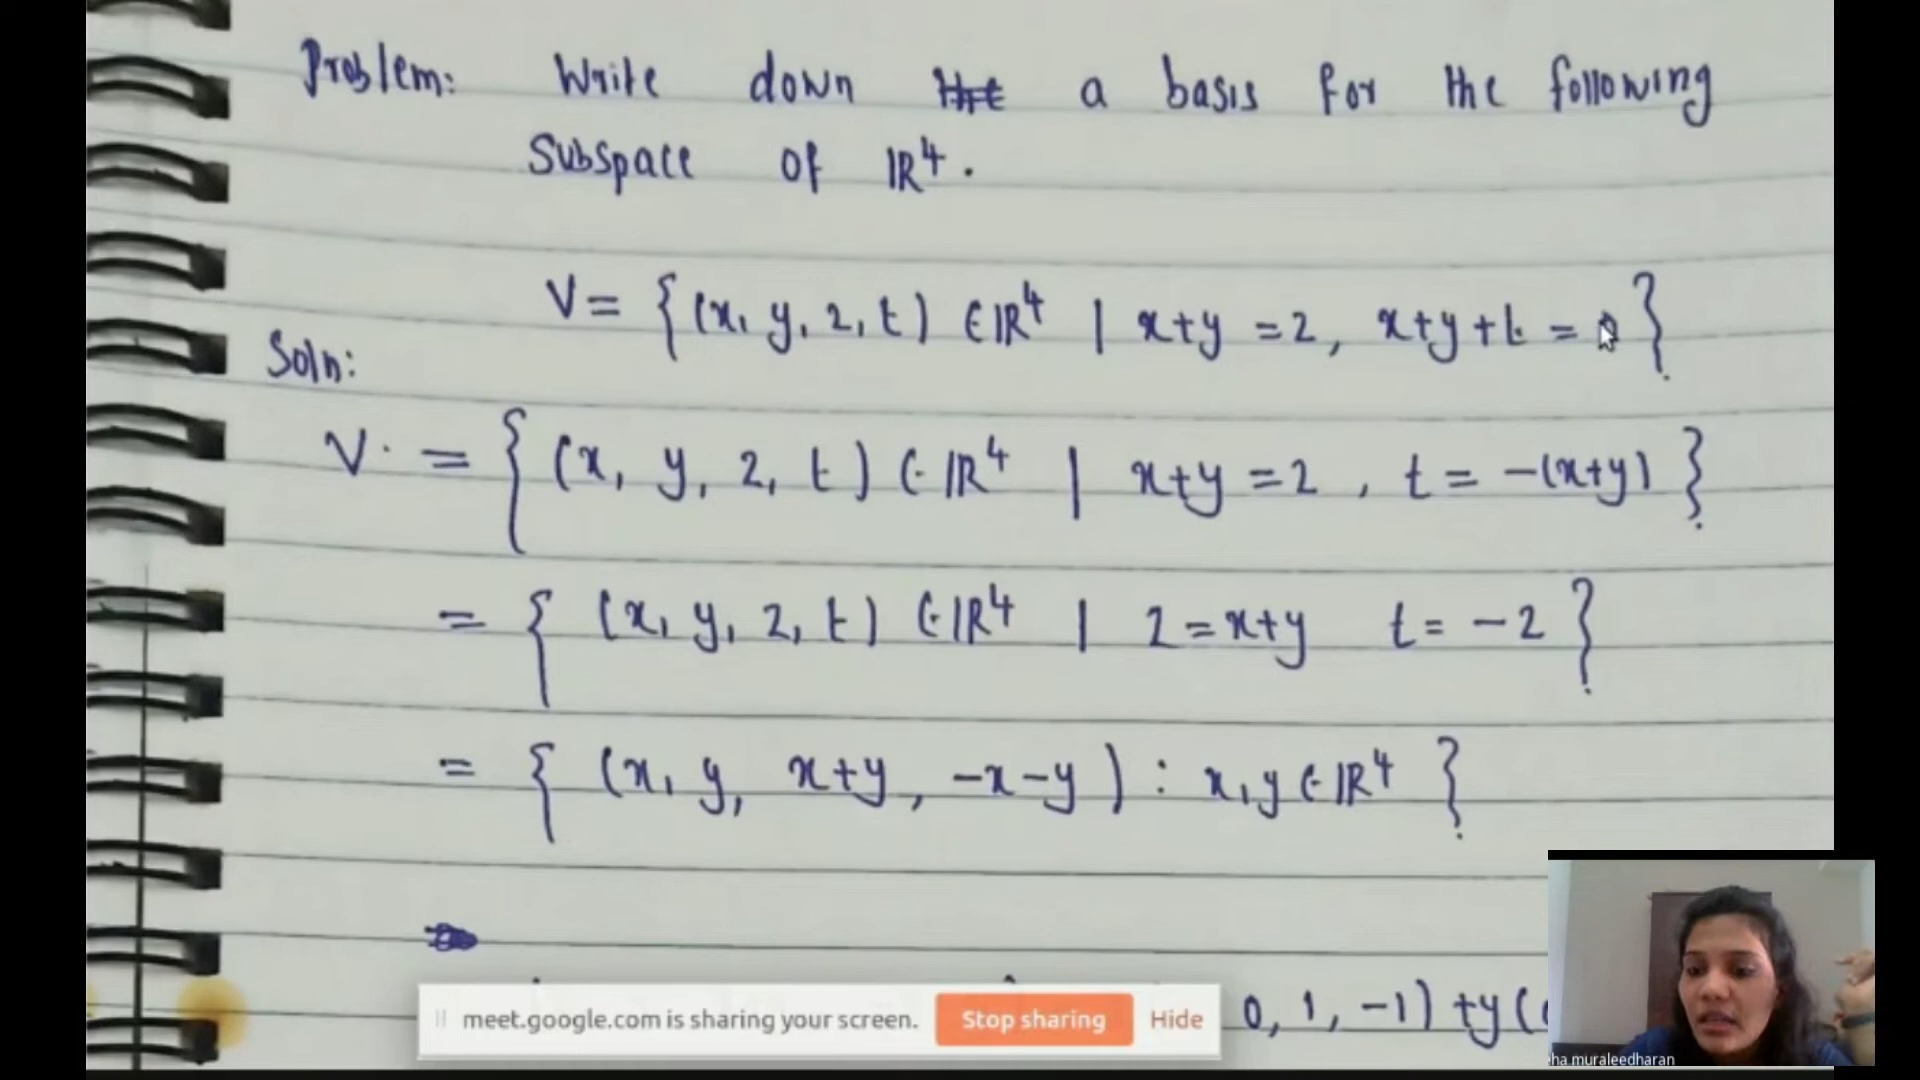 Problem: Write down a basis for the following
Subspace of ℝ⁴.
V = { (x, y, z, t) ∈ ℝ⁴ | x+y = z, x+y+t = 0 }
Soln:
V = { (x, y, z, t) ∈ ℝ⁴ | x+y = z, t = -(x+y) }
= { (x, y, z, t) ∈ ℝ⁴ | z = x+y t = -z }
= { (x, y, x+y, -x-y) : x, y ∈ ℝ⁴ }
0, 1, -1) + y(
meet.google.com is sharing your screen. Stop sharing Hide
ha muraleedharan